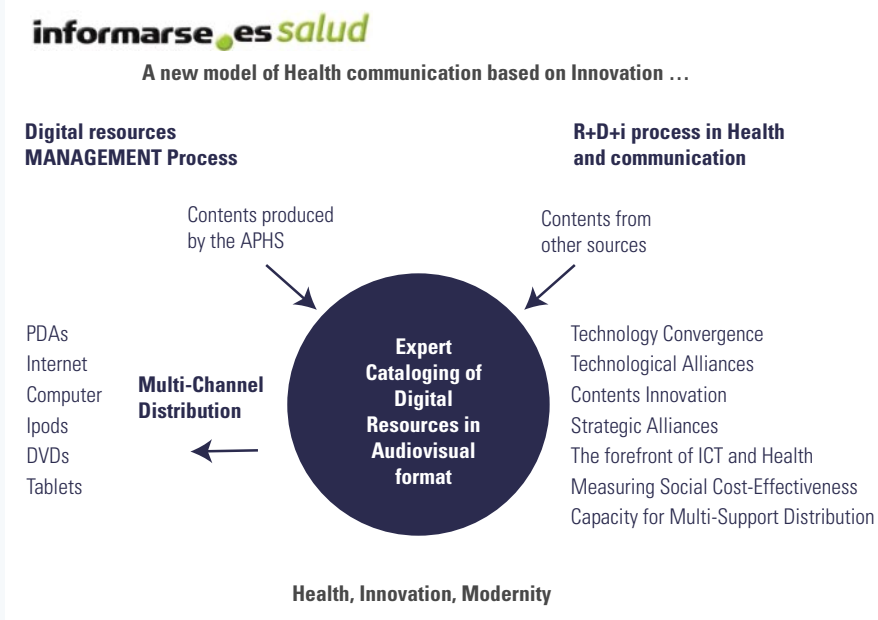 informarse.es salud
A new model of Health communication based on Innovation ...
Digital resources
MANAGEMENT Process
R+D+i process in Health
and communication
Contents produced
by the APHS
Contents from
other sources
PDAs
Internet
Computer
Ipods
DVDs
Tablets
Multi-Channel
Distribution
Expert
Cataloging of
Digital
Resources in
Audiovisual
format
Technology Convergence
Technological Alliances
Contents Innovation
Strategic Alliances
The forefront of ICT and Health
Measuring Social Cost-Effectiveness
Capacity for Multi-Support Distribution
Health, Innovation, Modernity